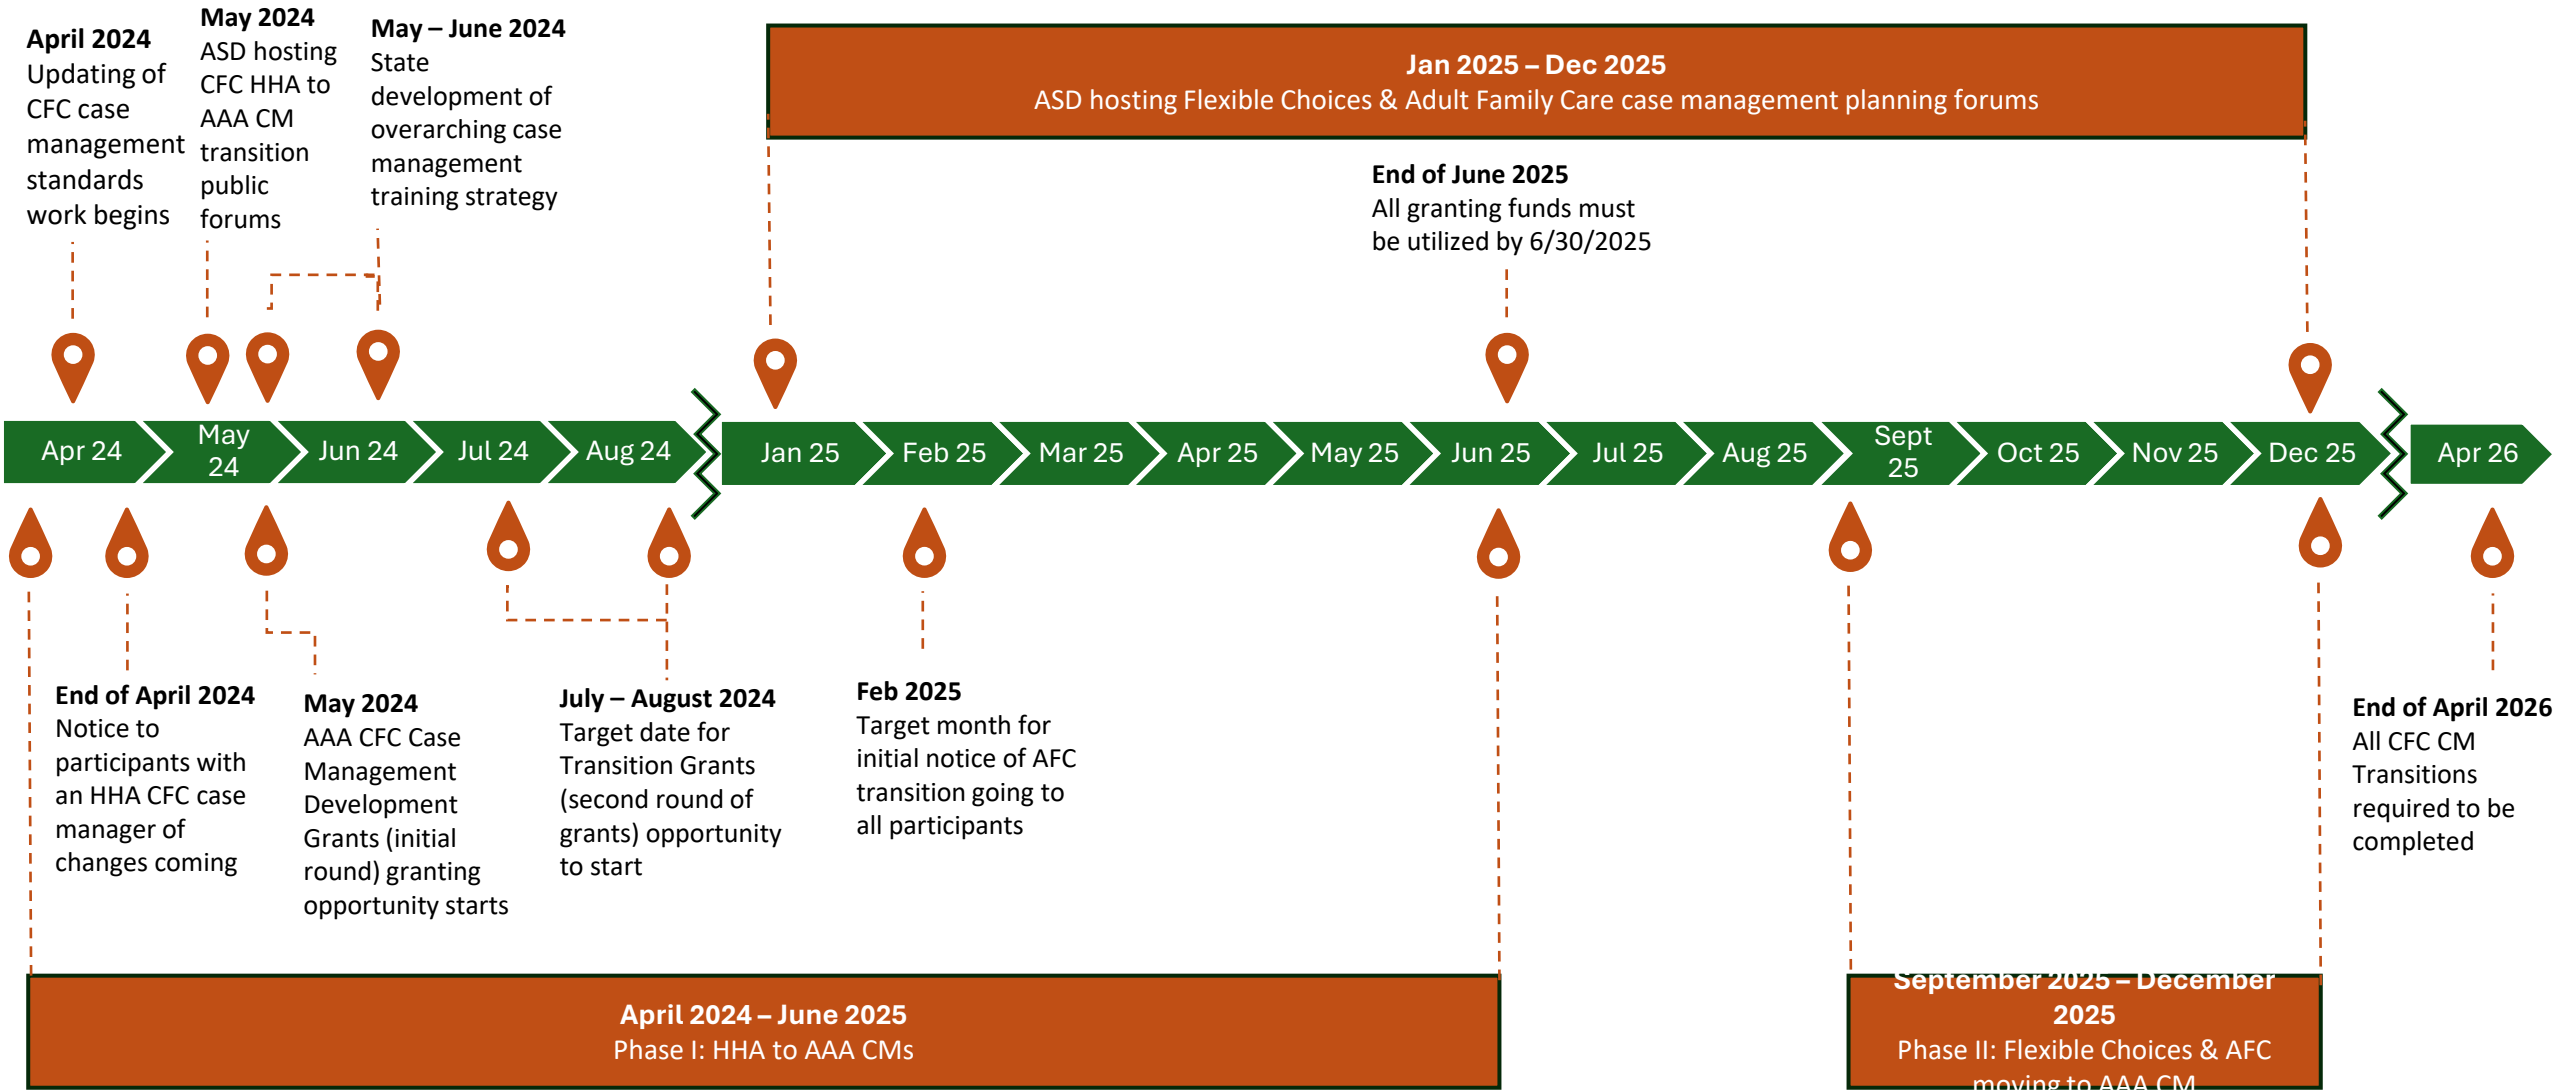 April 2024
Updating of
CFC case
management
standards
work begins
May 2024
ASD hosting
CFC HHA to
AAA CM
transition
public
forums
May – June 2024
State
development of
overarching case
management
training strategy
Jan 2025 – Dec 2025
ASD hosting Flexible Choices & Adult Family Care case management planning forums
End of June 2025
All granting funds must
be utilized by 6/30/2025
Apr 24
May
24
Jun 24
Jul 24
Aug 24
Jan 25
Feb 25
Mar 25
Apr 25
May 25
Jun 25
Jul 25
Aug 25
Sept
25
Oct 25
Nov 25
Dec 25
Apr 26
End of April 2024
Notice to
participants with
an HHA CFC case
manager of
changes coming
May 2024
AAA CFC Case
Management
Development
Grants (initial
round) granting
opportunity starts
July – August 2024
Target date for
Transition Grants
(second round of
grants) opportunity
to start
Feb 2025
Target month for
initial notice of AFC
transition going to
all participants
End of April 2026
All CFC CM
Transitions
required to be
completed
April 2024 – June 2025
Phase I: HHA to AAA CMs
September 2025 – December
2025
Phase II: Flexible Choices & AFC
moving to AAA CM